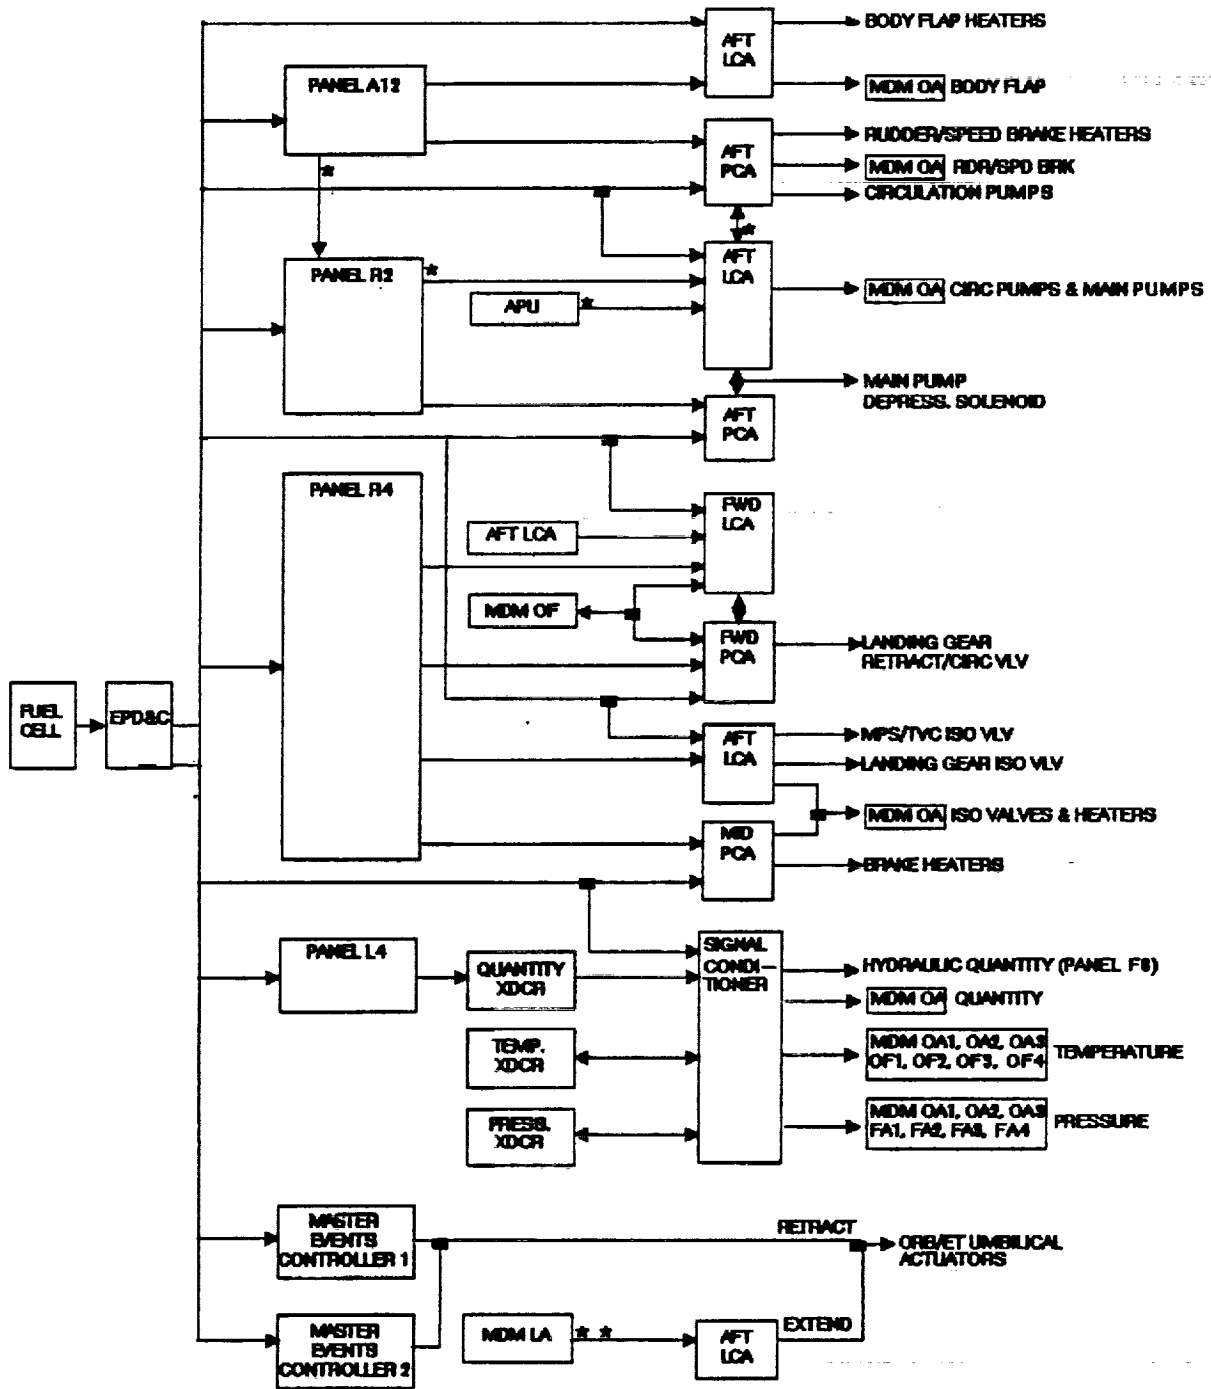 BODY FLAP HEATERS
AFT
LCA
MDM OA BODY FLAP
PANEL A12
RUDDER/SPEED BRAKE HEATERS
AFT
PCA
MDM OA RDR/SPD BRK
*
CIRCULATION PUMPS
*
PANEL R2
*
AFT
LCA
APU *
MDM OA CIRC PUMPS & MAIN PUMPS
MAIN PUMP
DEPRESS. SOLENOID
AFT
PCA
PANEL R4
FWD
LCA
AFT LCA
MDM OF
FWD
PCA
LANDING GEAR
RETRACT/CIRC VLV
FUEL
CELL
EPD&C
AFT
LCA
MPS/TVC ISO VLV
LANDING GEAR ISO VLV
MDM OA ISO VALVES & HEATERS
MID
PCA
BRAKE HEATERS
PANEL L4
QUANTITY
XDCR
SIGNAL
CONDI-
TIONER
HYDRAULIC QUANTITY (PANEL F8)
MDM OA QUANTITY
TEMP.
XDCR
MDM OA1, OA2, OA3
OF1, OF2, OF3, OF4
TEMPERATURE
PRESS.
XDCR
MDM OA1, OA2, OA3
FA1, FA2, FA3, FA4
PRESSURE
MASTER
EVENTS
CONTROLLER 1
RETRACT
ORB/ET UMBILICAL
ACTUATORS
MASTER
EVENTS
CONTROLLER 2
MDM LA * *
AFT
LCA
EXTEND